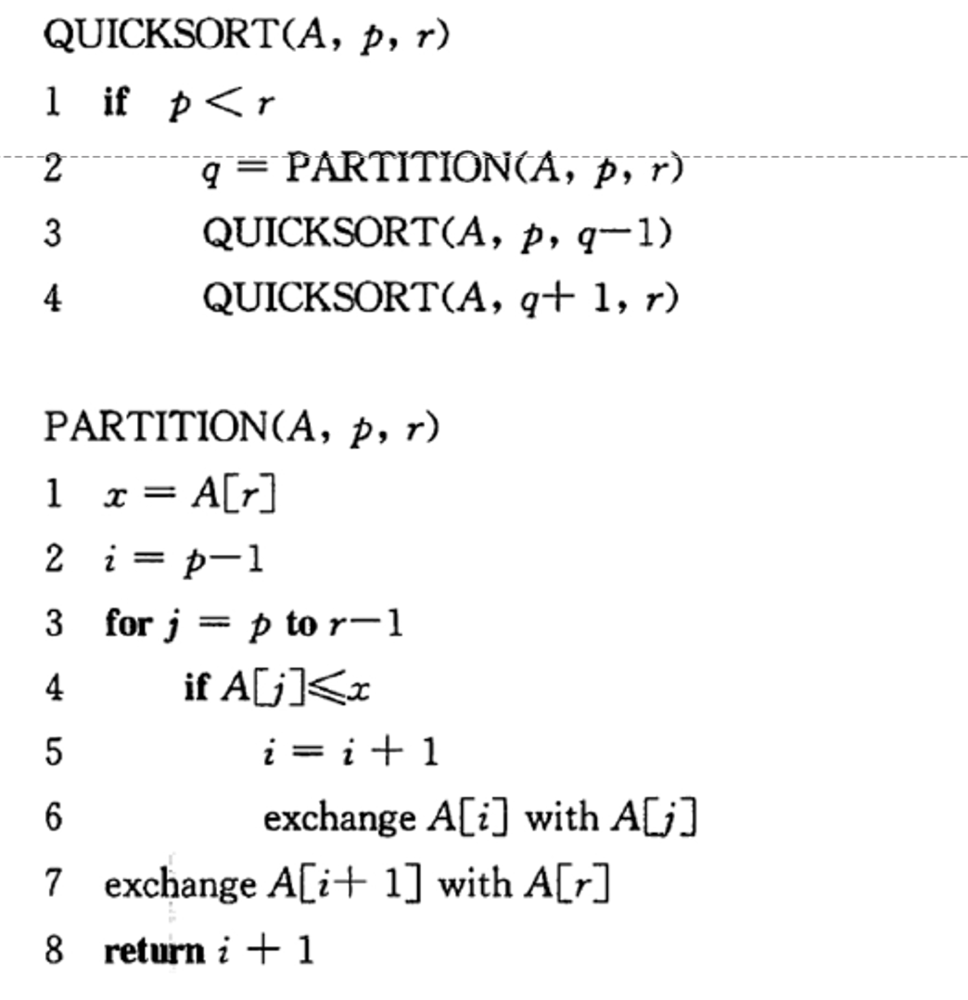 QUICKSORT(A, p, r)
1 if p < r
2 q = PARTITION(A, p, r)
3 QUICKSORT(A, p, q-1)
4 QUICKSORT(A, q+ 1, r)
PARTITION(A, p, r)
1 x = A[r]
2 i = p-1
3 for j = p to r-1
4 if A[j]⩽x
5 i = i + 1
6 exchange A[i] with A[j]
7 exchange A[i+ 1] with A[r]
8 return i + 1